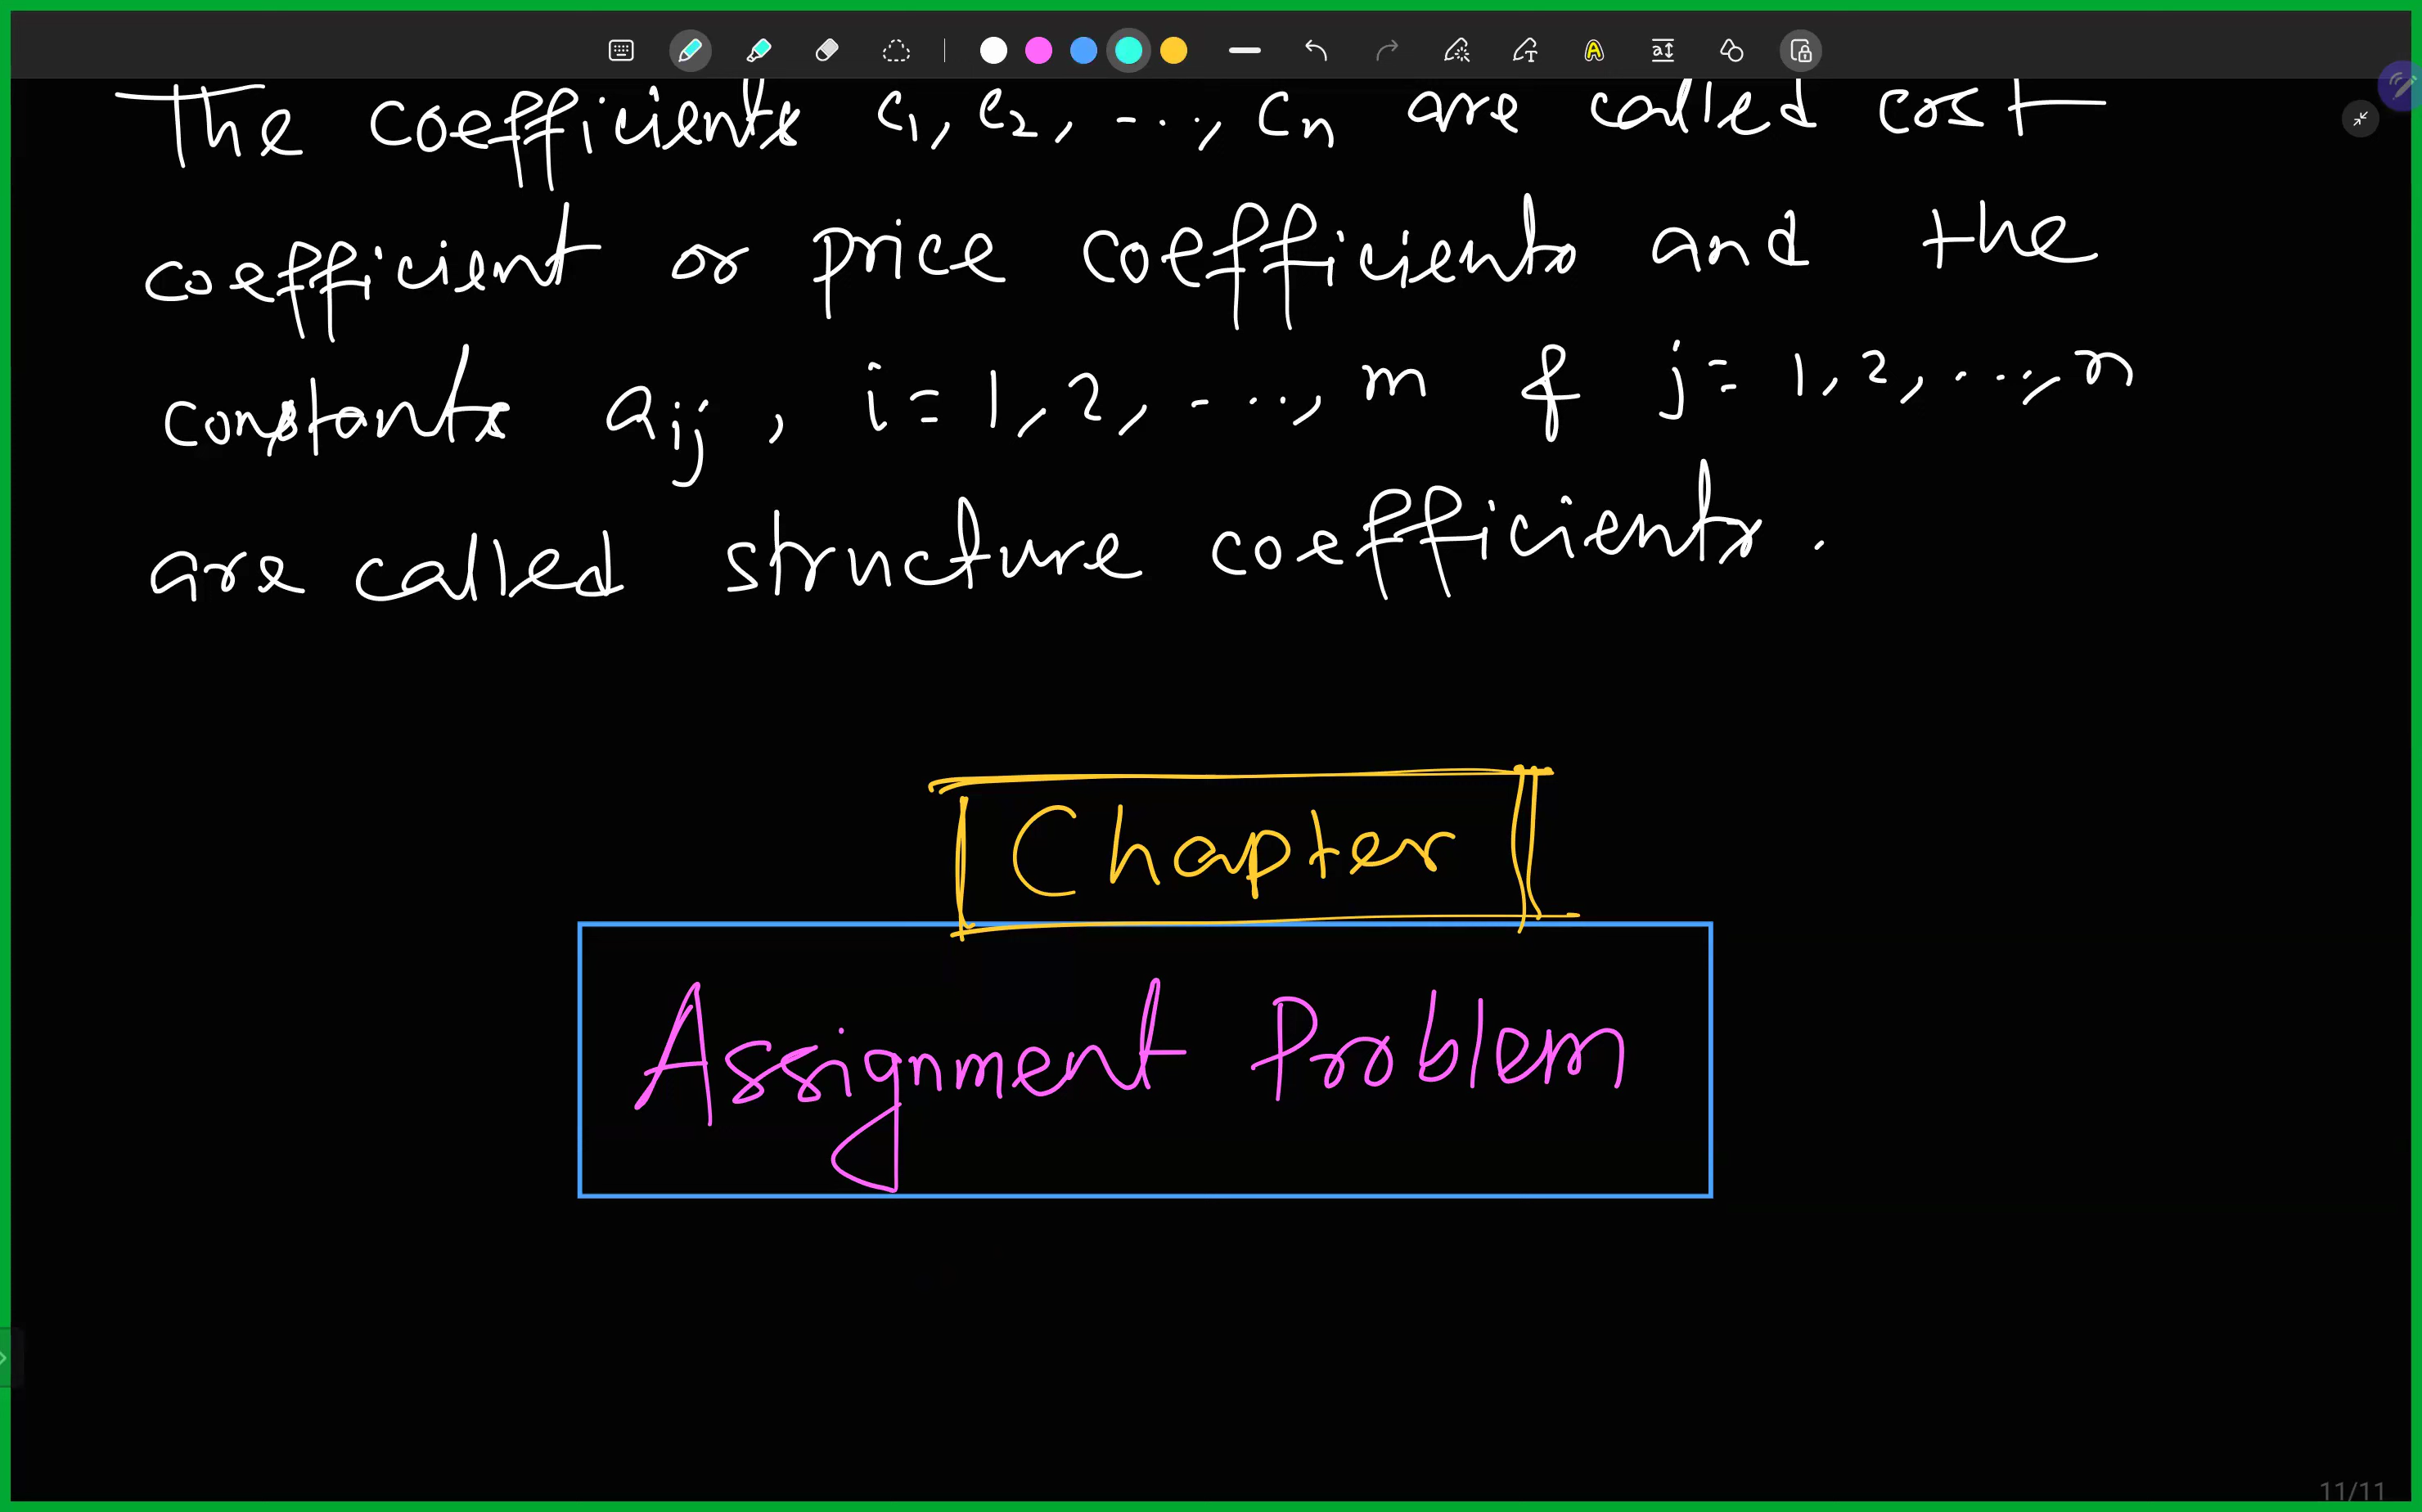 The coefficients c₁, c₂, -..., cₙ are called cost
coefficient or price coefficients and the
constants aᵢⱼ, i = 1, 2, -..., m & j = 1, 2, ..., n
are called structure coefficients.
Chapter
Assignment Problem
11/11